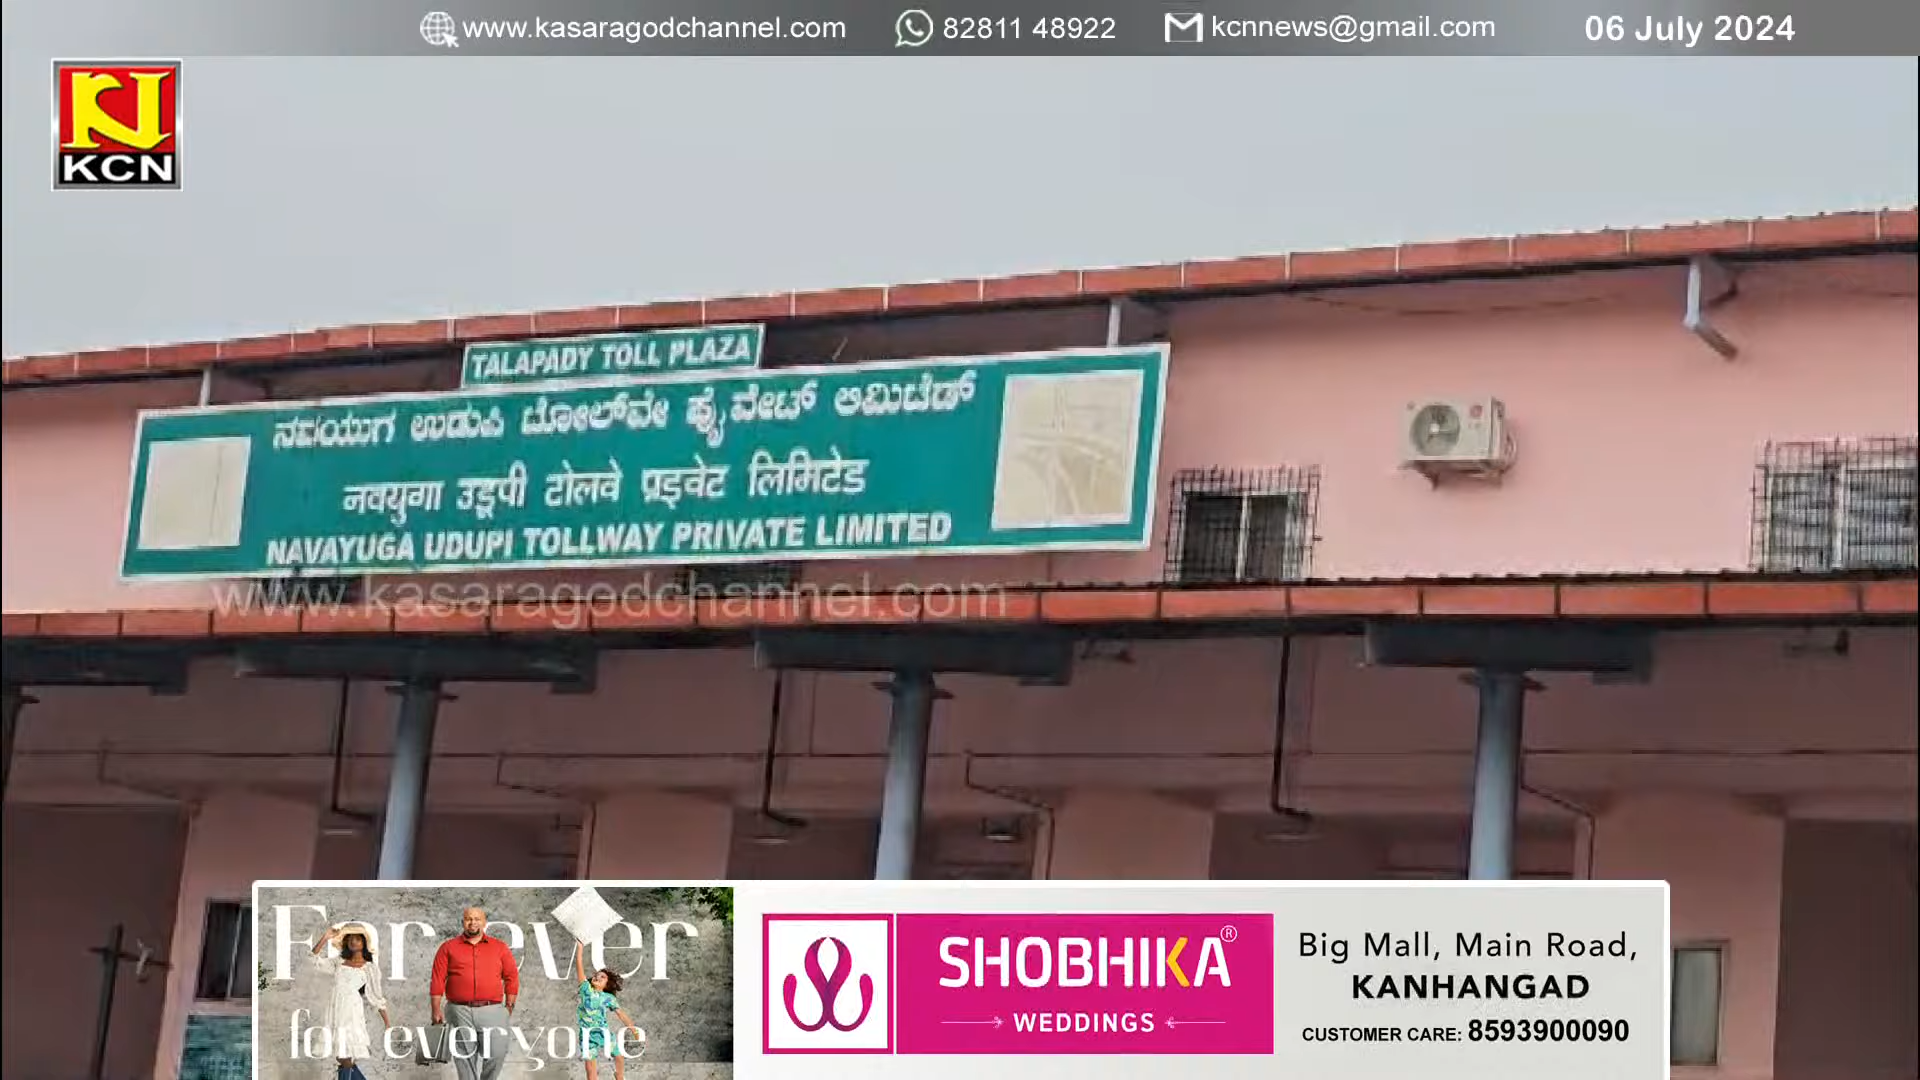 www.kasaragodchannel.com 82811 48922 kcnnews@gmail.com 06 July 2024
KCN
TALAPADY TOLL PLAZA
ನವಯುಗ ಉಡುಪಿ ಟೋಲ್‌ವೇ ಪ್ರೈವೇಟ್ ಲಿಮಿಟೆಡ್
नवयुगा उडूपी टोलवे प्रइवेट लिमिटेड
NAVAYUGA UDUPI TOLLWAY PRIVATE LIMITED
www.kasaragodchannel.com
For ever
for everyone
SHOBHIKA®
WEDDINGS
Big Mall, Main Road,
KANHANGAD
CUSTOMER CARE: 8593900090